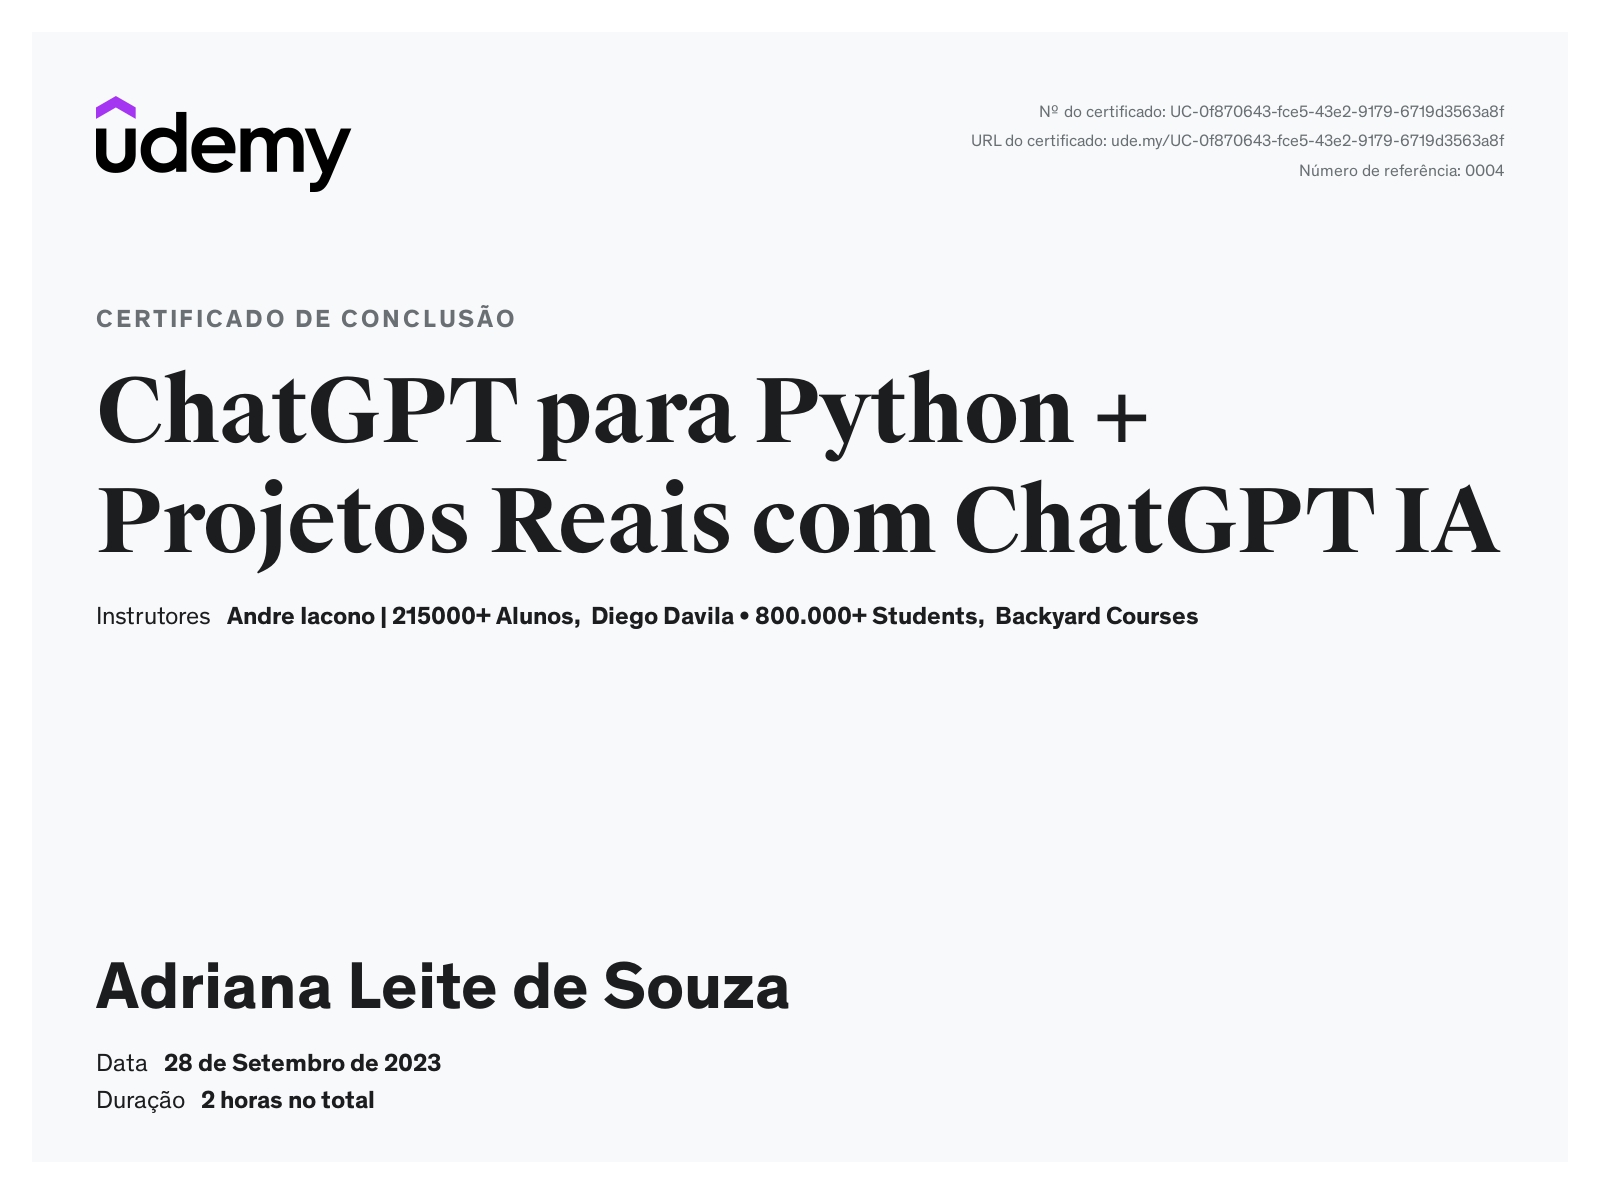 udemy
Nº do certificado: UC-0f870643-fce5-43e2-9179-6719d3563a8f
URL do certificado: ude.my/UC-0f870643-fce5-43e2-9179-6719d3563a8f
Número de referência: 0004
CERTIFICADO DE CONCLUSÃO
ChatGPT para Python +
Projetos Reais com ChatGPT IA
Instrutores Andre Iacono | 215000+ Alunos, Diego Davila • 800.000+ Students, Backyard Courses
Adriana Leite de Souza
Data 28 de Setembro de 2023
Duração 2 horas no total